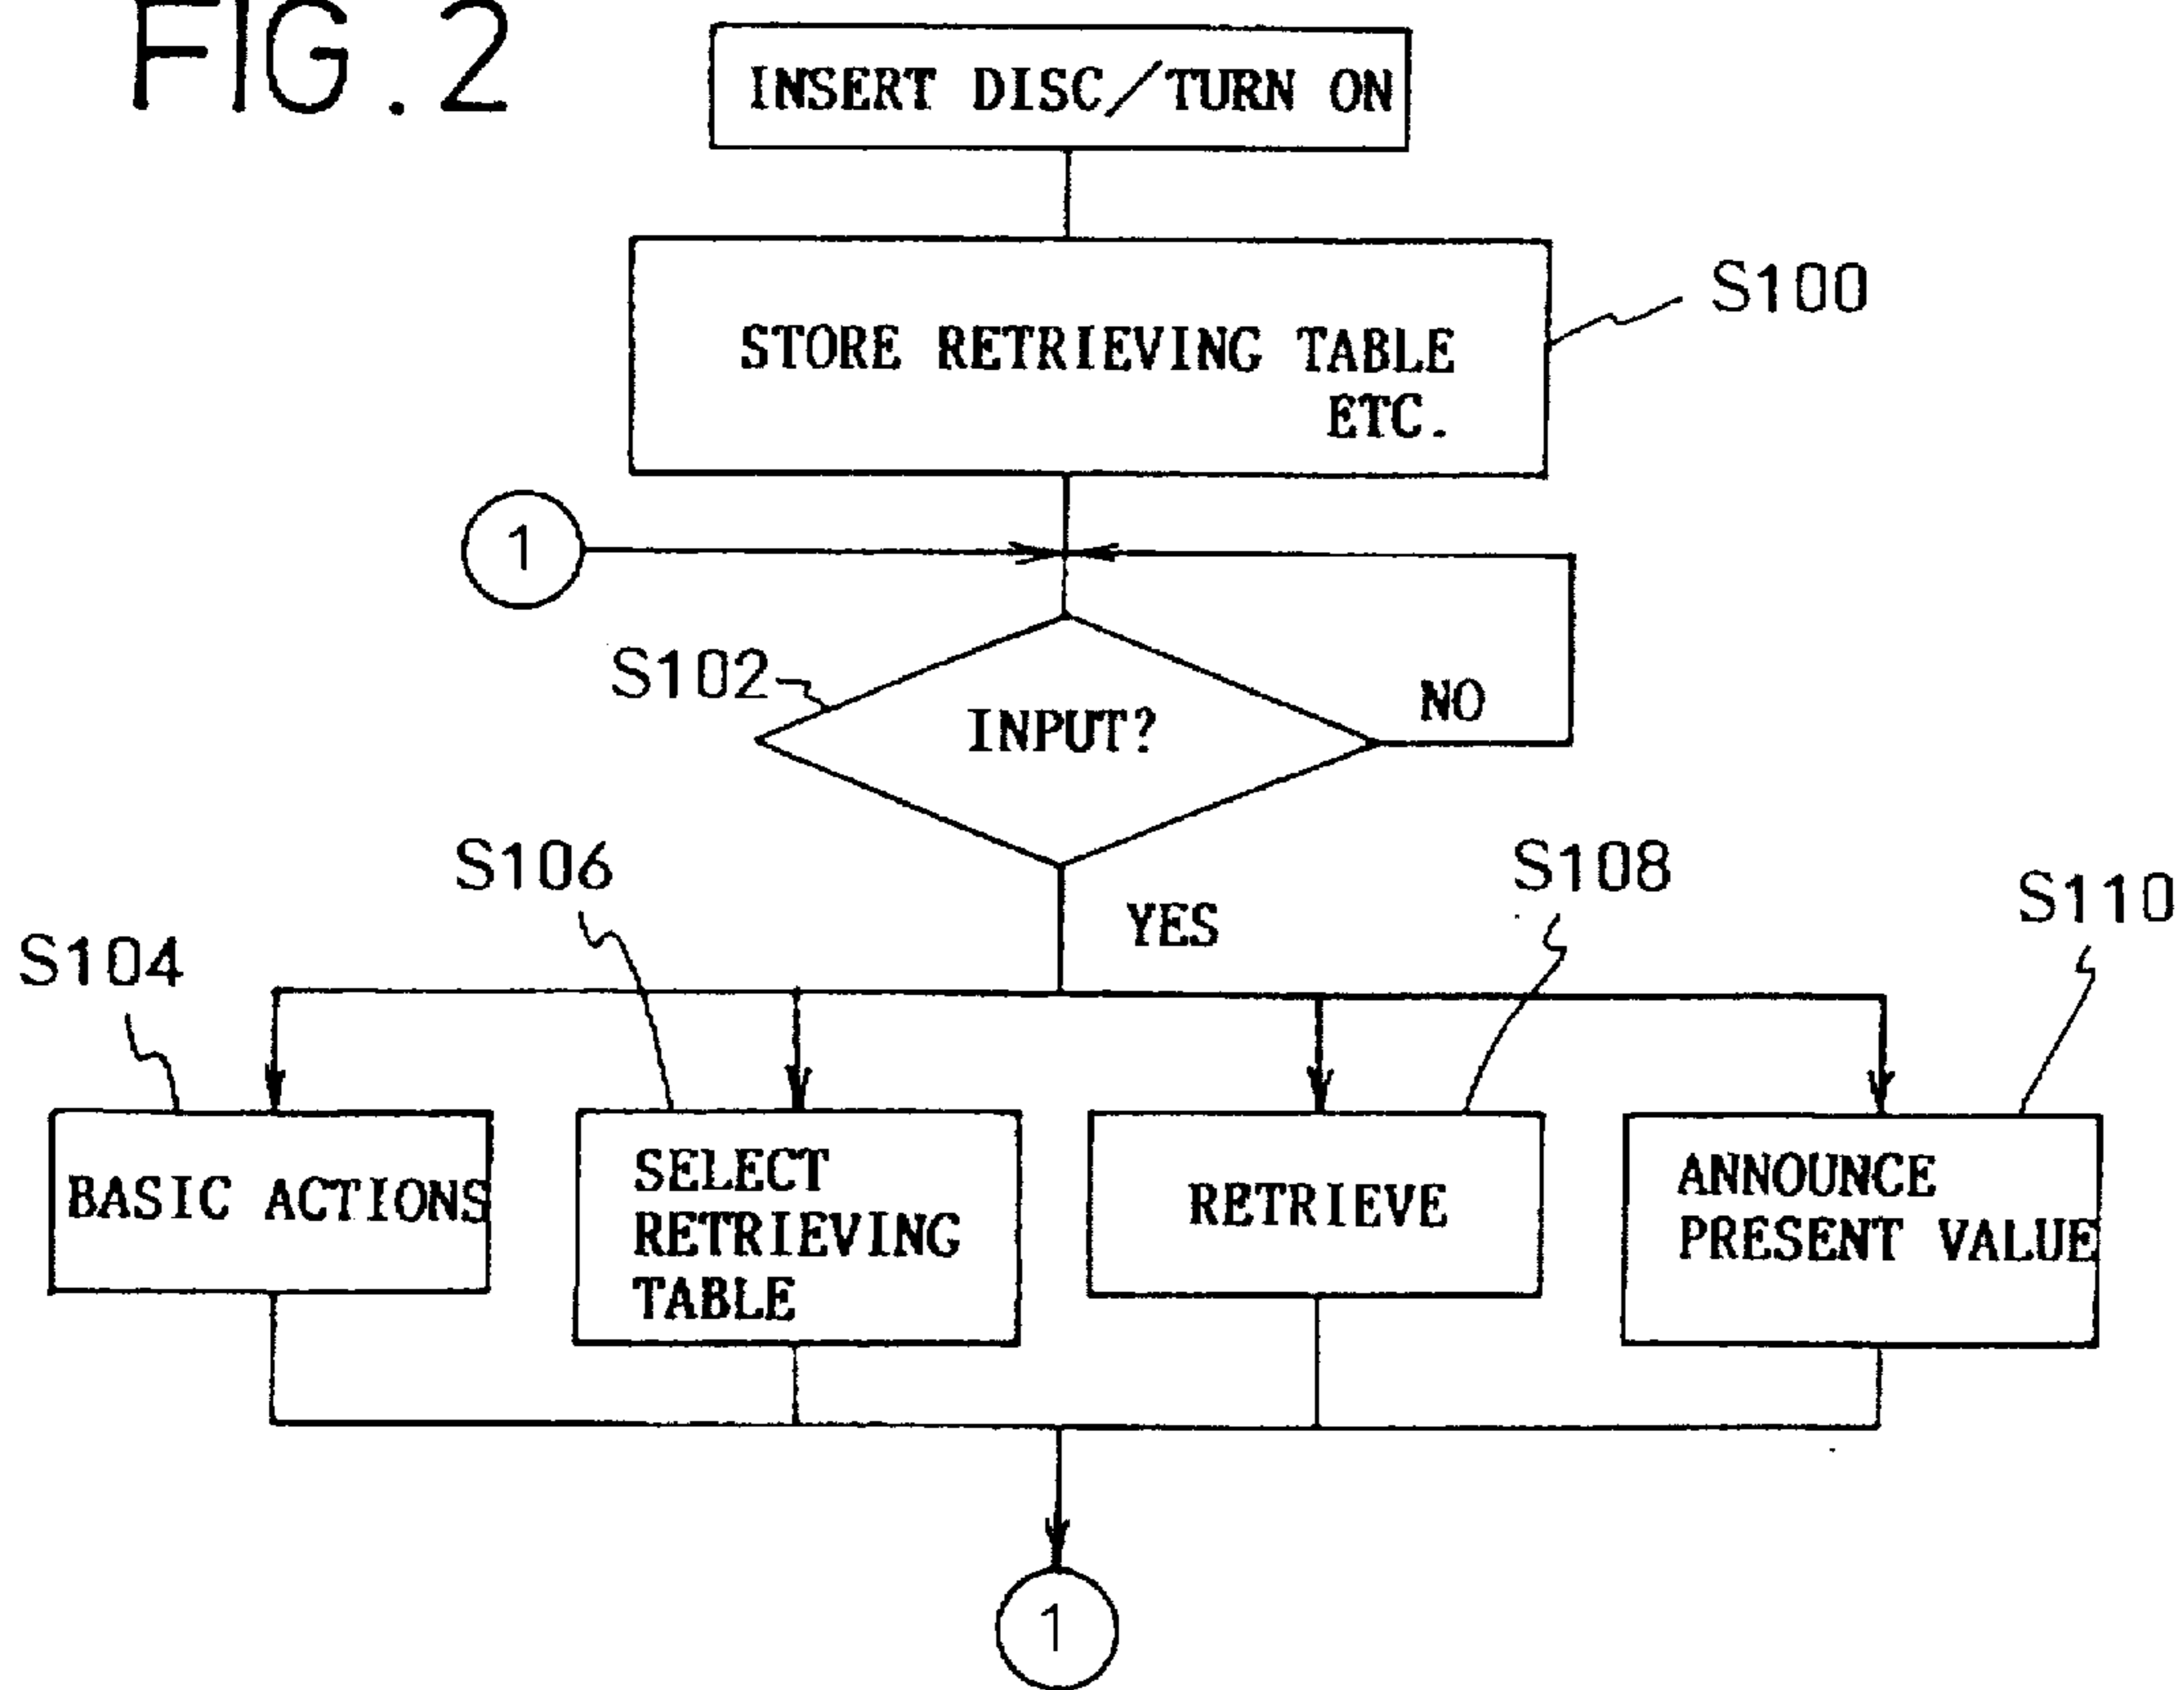 FIG.2
INSERT DISC/TURN ON
S100
STORE RETRIEVING TABLE
ETC.
1
S102
INPUT?
NO
YES
S106
S108
S110
S104
BASIC ACTIONS
SELECT
RETRIEVING
TABLE
RETRIEVE
ANNOUNCE
PRESENT VALUE
1